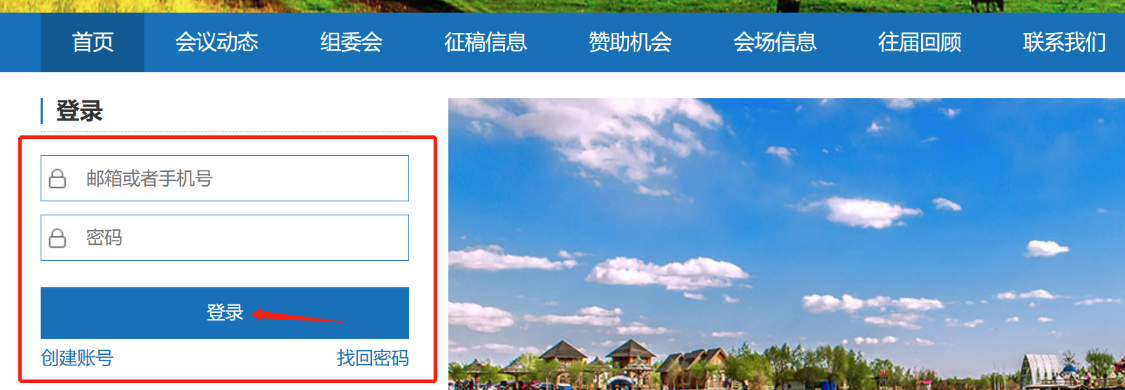 首页 会议动态 组委会 征稿信息 赞助机会 会场信息 往届回顾 联系我们
登录
邮箱或者手机号
密码
登录
创建账号 找回密码